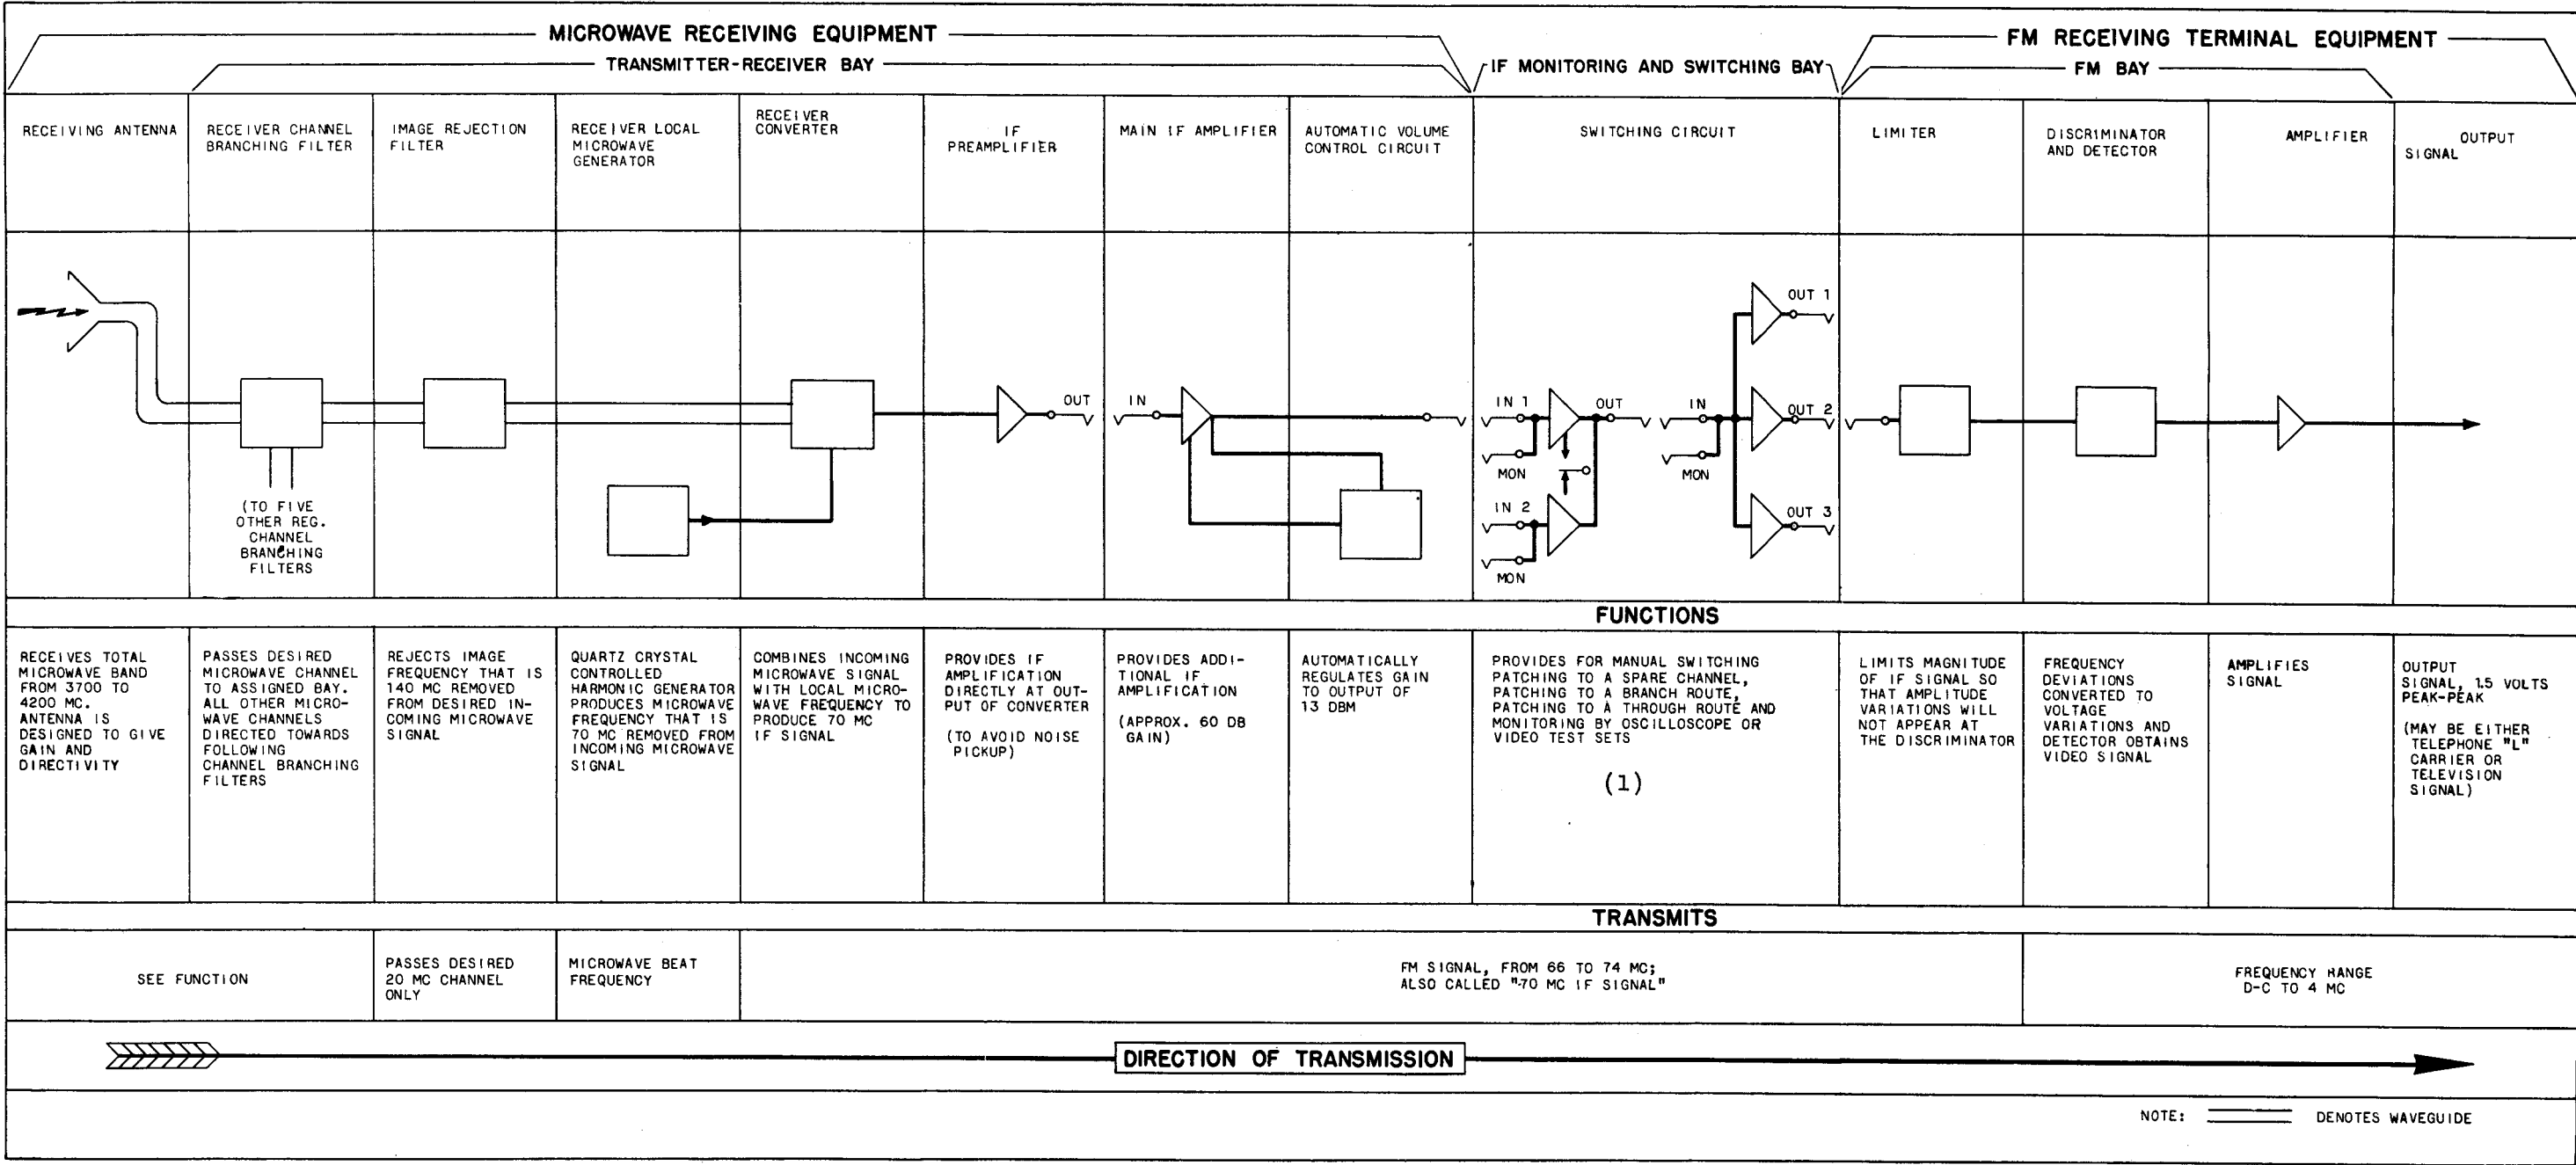 MICROWAVE RECEIVING EQUIPMENT
FM RECEIVING TERMINAL EQUIPMENT
TRANSMITTER-RECEIVER BAY
IF MONITORING AND SWITCHING BAY
FM BAY
RECEIVING ANTENNA
RECEIVER CHANNEL
BRANCHING FILTER
IMAGE REJECTION
FILTER
RECEIVER LOCAL
MICROWAVE
GENERATOR
RECEIVER
CONVERTER
IF
PREAMPLIFIER
MAIN IF AMPLIFIER
AUTOMATIC VOLUME
CONTROL CIRCUIT
SWITCHING CIRCUIT
LIMITER
DISCRIMINATOR
AND DETECTOR
AMPLIFIER
OUTPUT
SIGNAL
(TO FIVE
OTHER REG.
CHANNEL
BRANCHING
FILTERS
OUT
IN
IN 1
MON
IN 2
MON
OUT
IN
MON
OUT 1
OUT 2
OUT 3
FUNCTIONS
RECEIVES TOTAL
MICROWAVE BAND
FROM 3700 TO
4200 MC.
ANTENNA IS
DESIGNED TO GIVE
GAIN AND
DIRECTIVITY
PASSES DESIRED
MICROWAVE CHANNEL
TO ASSIGNED BAY.
ALL OTHER MICRO-
WAVE CHANNELS
DIRECTED TOWARDS
FOLLOWING
CHANNEL BRANCHING
FILTERS
REJECTS IMAGE
FREQUENCY THAT IS
140 MC REMOVED
FROM DESIRED IN-
COMING MICROWAVE
SIGNAL
QUARTZ CRYSTAL
CONTROLLED
HARMONIC GENERATOR
PRODUCES MICROWAVE
FREQUENCY THAT IS
70 MC REMOVED FROM
INCOMING MICROWAVE
SIGNAL
COMBINES INCOMING
MICROWAVE SIGNAL
WITH LOCAL MICRO-
WAVE FREQUENCY TO
PRODUCE 70 MC
IF SIGNAL
PROVIDES IF
AMPLIFICATION
DIRECTLY AT OUT-
PUT OF CONVERTER
(TO AVOID NOISE
PICKUP)
PROVIDES ADDI-
TIONAL IF
AMPLIFICATION
(APPROX. 60 DB
GAIN)
AUTOMATICALLY
REGULATES GAIN
TO OUTPUT OF
13 DBM
PROVIDES FOR MANUAL SWITCHING
PATCHING TO A SPARE CHANNEL,
PATCHING TO A BRANCH ROUTE,
PATCHING TO A THROUGH ROUTE AND
MONITORING BY OSCILLOSCOPE OR
VIDEO TEST SETS
(1)
LIMITS MAGNITUDE
OF IF SIGNAL SO
THAT AMPLITUDE
VARIATIONS WILL
NOT APPEAR AT
THE DISCRIMINATOR
FREQUENCY
DEVIATIONS
CONVERTED TO
VOLTAGE
VARIATIONS AND
DETECTOR OBTAINS
VIDEO SIGNAL
AMPLIFIES
SIGNAL
OUTPUT
SIGNAL, 1.5 VOLTS
PEAK-PEAK
(MAY BE EITHER
TELEPHONE "L"
CARRIER OR
TELEVISION
SIGNAL)
TRANSMITS
SEE FUNCTION
PASSES DESIRED
20 MC CHANNEL
ONLY
MICROWAVE BEAT
FREQUENCY
FM SIGNAL, FROM 66 TO 74 MC;
ALSO CALLED "70 MC IF SIGNAL"
FREQUENCY RANGE
D-C TO 4 MC
DIRECTION OF TRANSMISSION
NOTE: DENOTES WAVEGUIDE